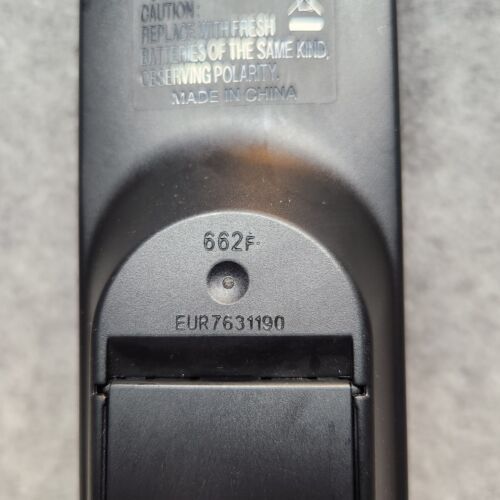 CAUTION:
REPLACE WITH FRESH
BATTERIES OF THE SAME KIND,
OBSERVING POLARITY.
MADE IN CHINA
662F
EUR7631190